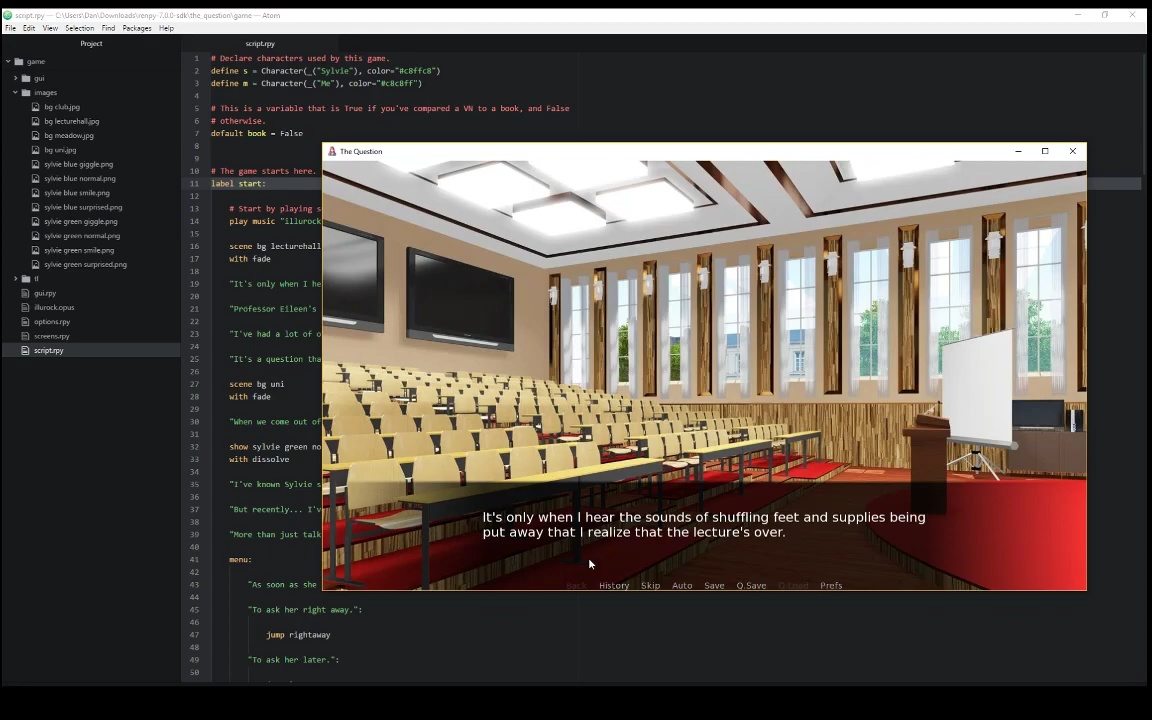 script.rpy — C:\Users\Dan\Downloads\renpy-7.0.0-sdk\the_question\game — Atom
File Edit View Selection Find Packages Help
Project
script.rpy
game
gui
images
bg club.jpg
bg lecturehall.jpg
bg meadow.jpg
bg uni.jpg
sylvie blue giggle.png
sylvie blue normal.png
sylvie blue smile.png
sylvie blue surprised.png
sylvie green giggle.png
sylvie green normal.png
sylvie green smile.png
sylvie green surprised.png
tl
gui.rpy
illurock.opus
options.rpy
screens.rpy
script.rpy
1 # Declare characters used by this game.
2 define s = Character(_("Sylvie"), color="#c8ffc8")
3 define m = Character(_("Me"), color="#c8c8ff")
4
5 # This is a variable that is True if you've compared a VN to a book, and False
6 # otherwise.
7 default book = False
8
9
10 # The game starts here.
11 label start:
12
13 # Start by playing s
14 play music "illurock
15
16 scene bg lecturehall
17 with fade
18
19 "It's only when I he
20
21 "Professor Eileen's
22
23 "I've had a lot of o
24
25 "It's a question tha
26
27 scene bg uni
28 with fade
29
30 "When we come out of
31
32 show sylvie green no
33 with dissolve
34
35 "I've known Sylvie s
36
37 "But recently... I'v
38
39 "More than just talk
40
41 menu:
42
43 "As soon as she
44
45 "To ask her right away.":
46
47 jump rightaway
48
49 "To ask her later.":
50
The Question
It's only when I hear the sounds of shuffling feet and supplies being
put away that I realize that the lecture's over.
Back History Skip Auto Save Q.Save Q.Load Prefs